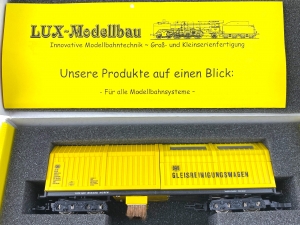 LUX-Modellbau
Innovative Modellbahntechnik ~ Groß- und Kleinserienfertigung
Unsere Produkte auf einen Blick:
- Für alle Modellbahnsysteme -
GLEISREINIGUNGSWAGEN